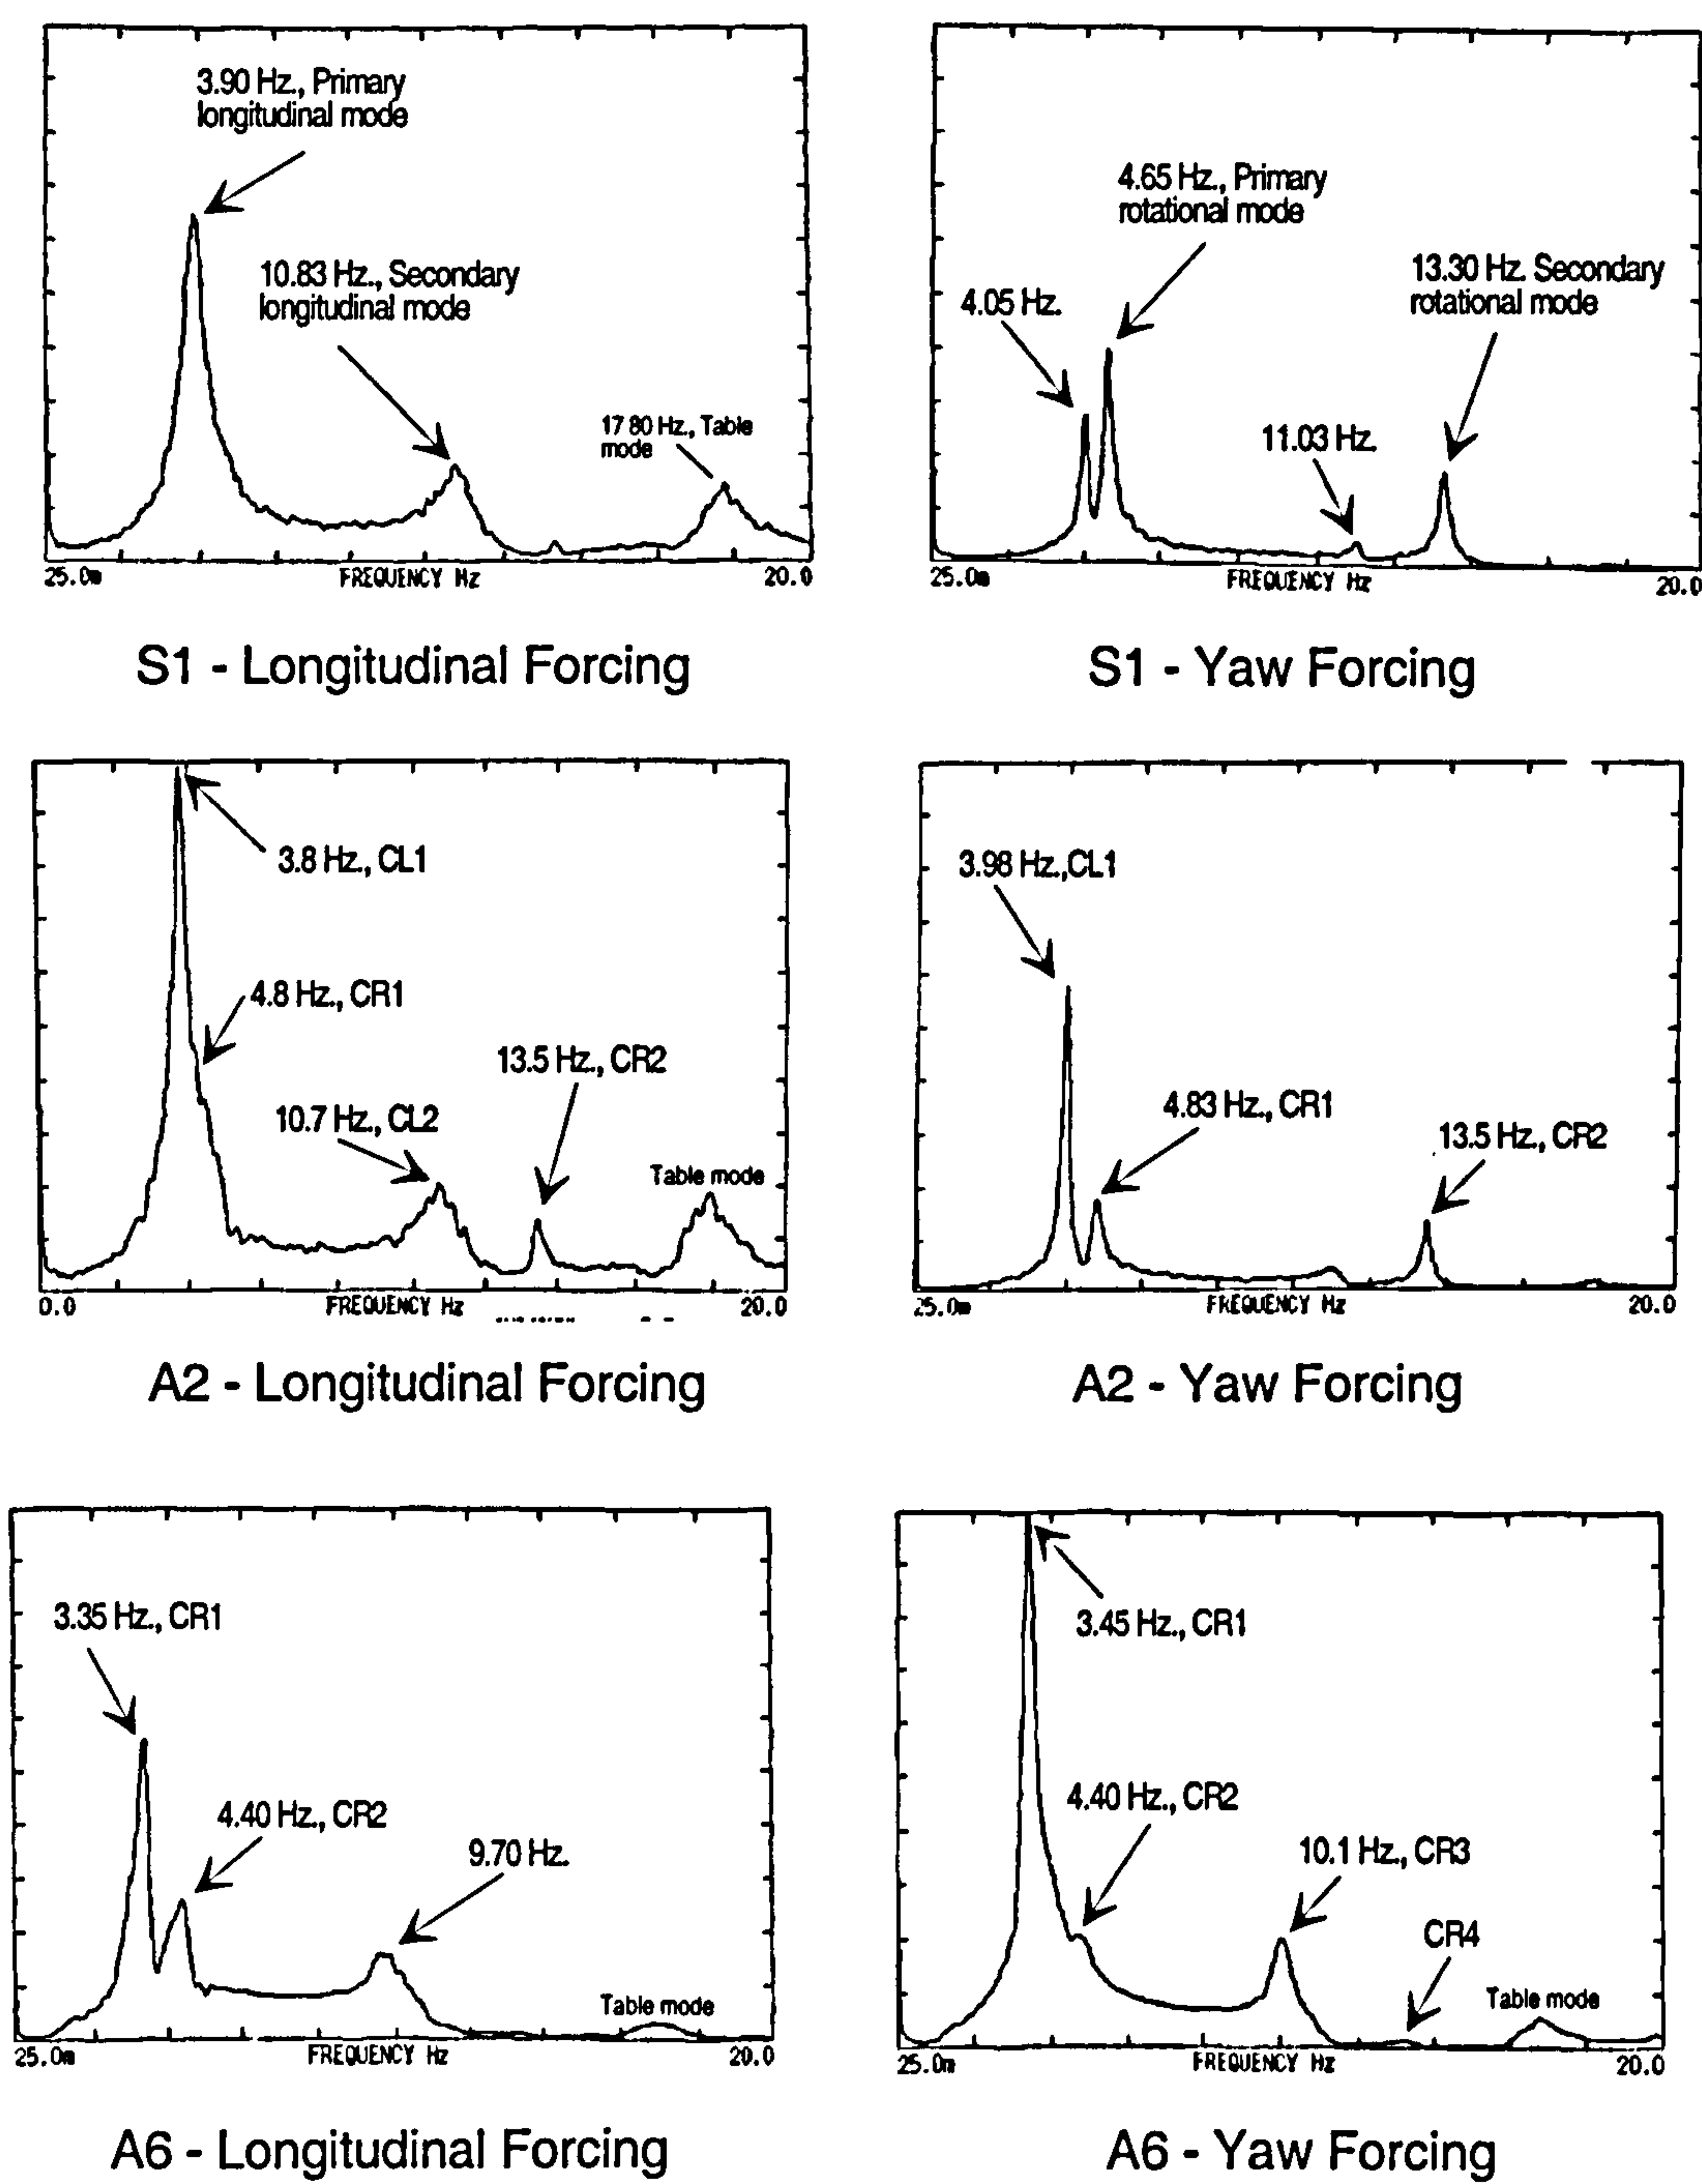 3.90 Hz., Primary
longitudinal mode
10.83 Hz., Secondary
longitudinal mode
17 80 Hz., Table
mode
25.0m
FREQUENCY Hz
20.0
S1 - Longitudinal Forcing
4.65 Hz., Primary
rotational mode
4.05 Hz.
13.30 Hz. Secondary
rotational mode
11.03 Hz.
25.0m
FREQUENCY Hz
20.0
S1 - Yaw Forcing
3.8 Hz., CL1
4.8 Hz., CR1
13.5 Hz., CR2
10.7 Hz., CL2
Table mode
0.0
FREQUENCY Hz
20.0
A2 - Longitudinal Forcing
3.98 Hz.,CL1
4.83 Hz., CR1
13.5 Hz., CR2
25.0m
FREQUENCY Hz
20.0
A2 - Yaw Forcing
3.35 Hz., CR1
4.40 Hz., CR2
9.70 Hz.
Table mode
25.0m
FREQUENCY Hz
20.0
A6 - Longitudinal Forcing
3.45 Hz., CR1
4.40 Hz., CR2
10.1 Hz., CR3
CR4
Table mode
25.0m
FREQUENCY Hz
20.0
A6 - Yaw Forcing